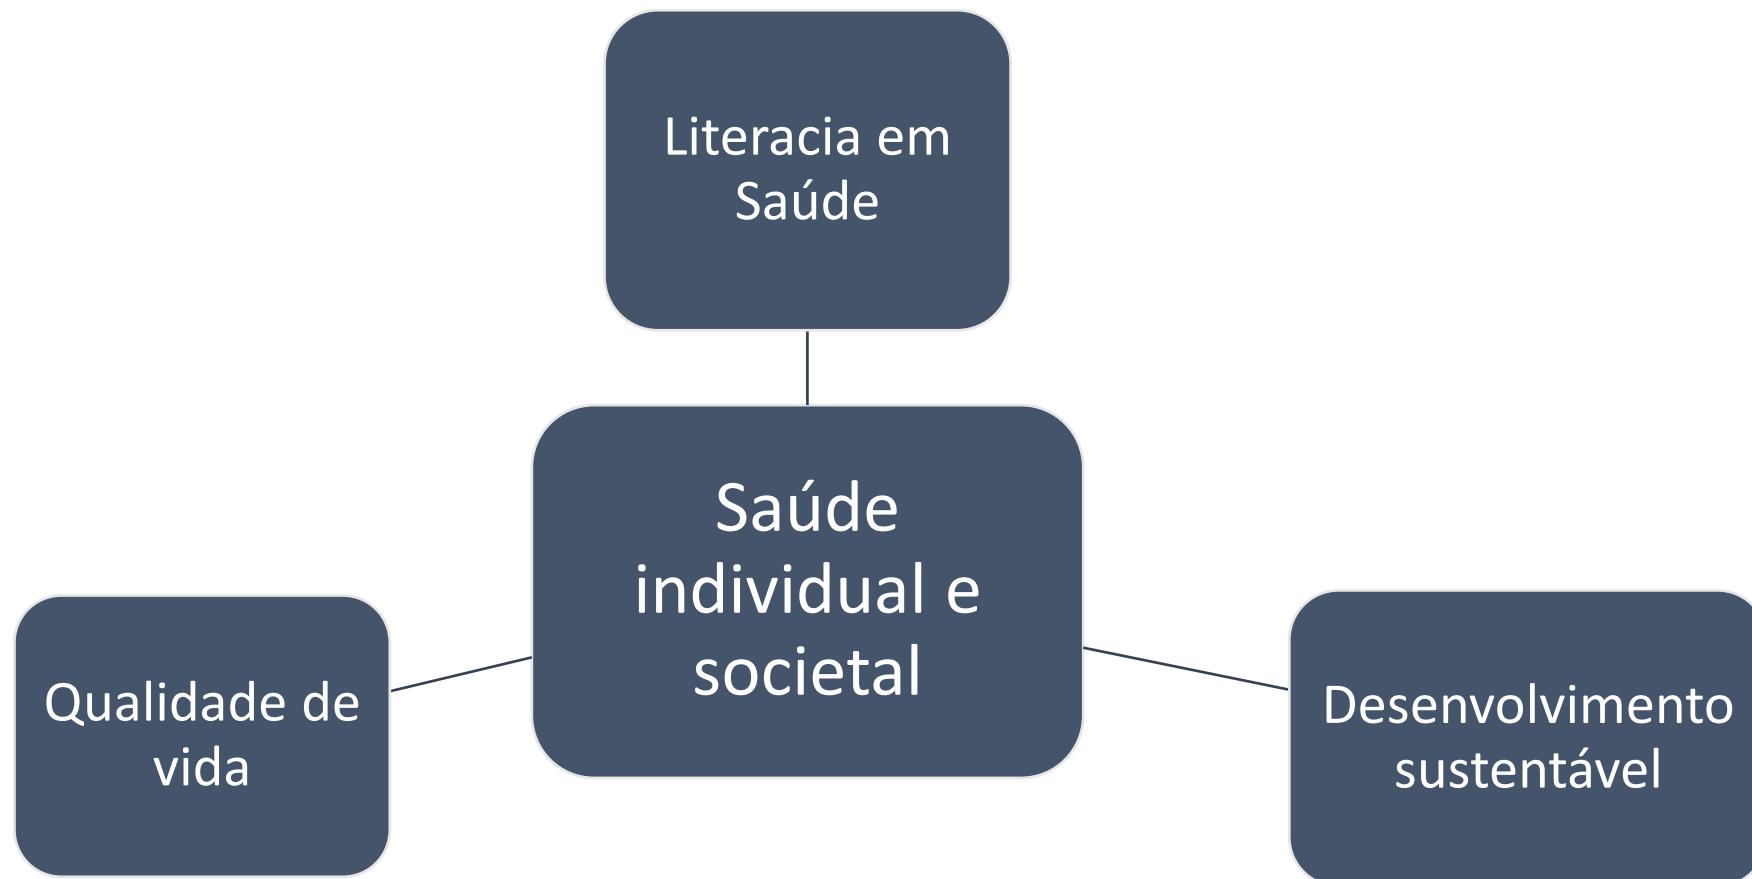 Literacia em
Saúde
Saúde
individual e
societal
Qualidade de
vida
Desenvolvimento
sustentável